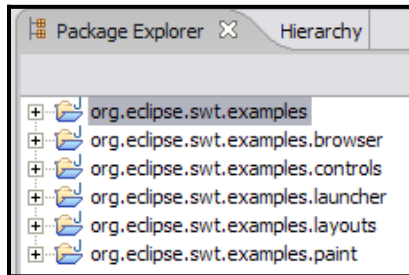 Package Explorer Hierarchy
org.eclipse.swt.examples
org.eclipse.swt.examples.browser
org.eclipse.swt.examples.controls
org.eclipse.swt.examples.launcher
org.eclipse.swt.examples.layouts
org.eclipse.swt.examples.paint